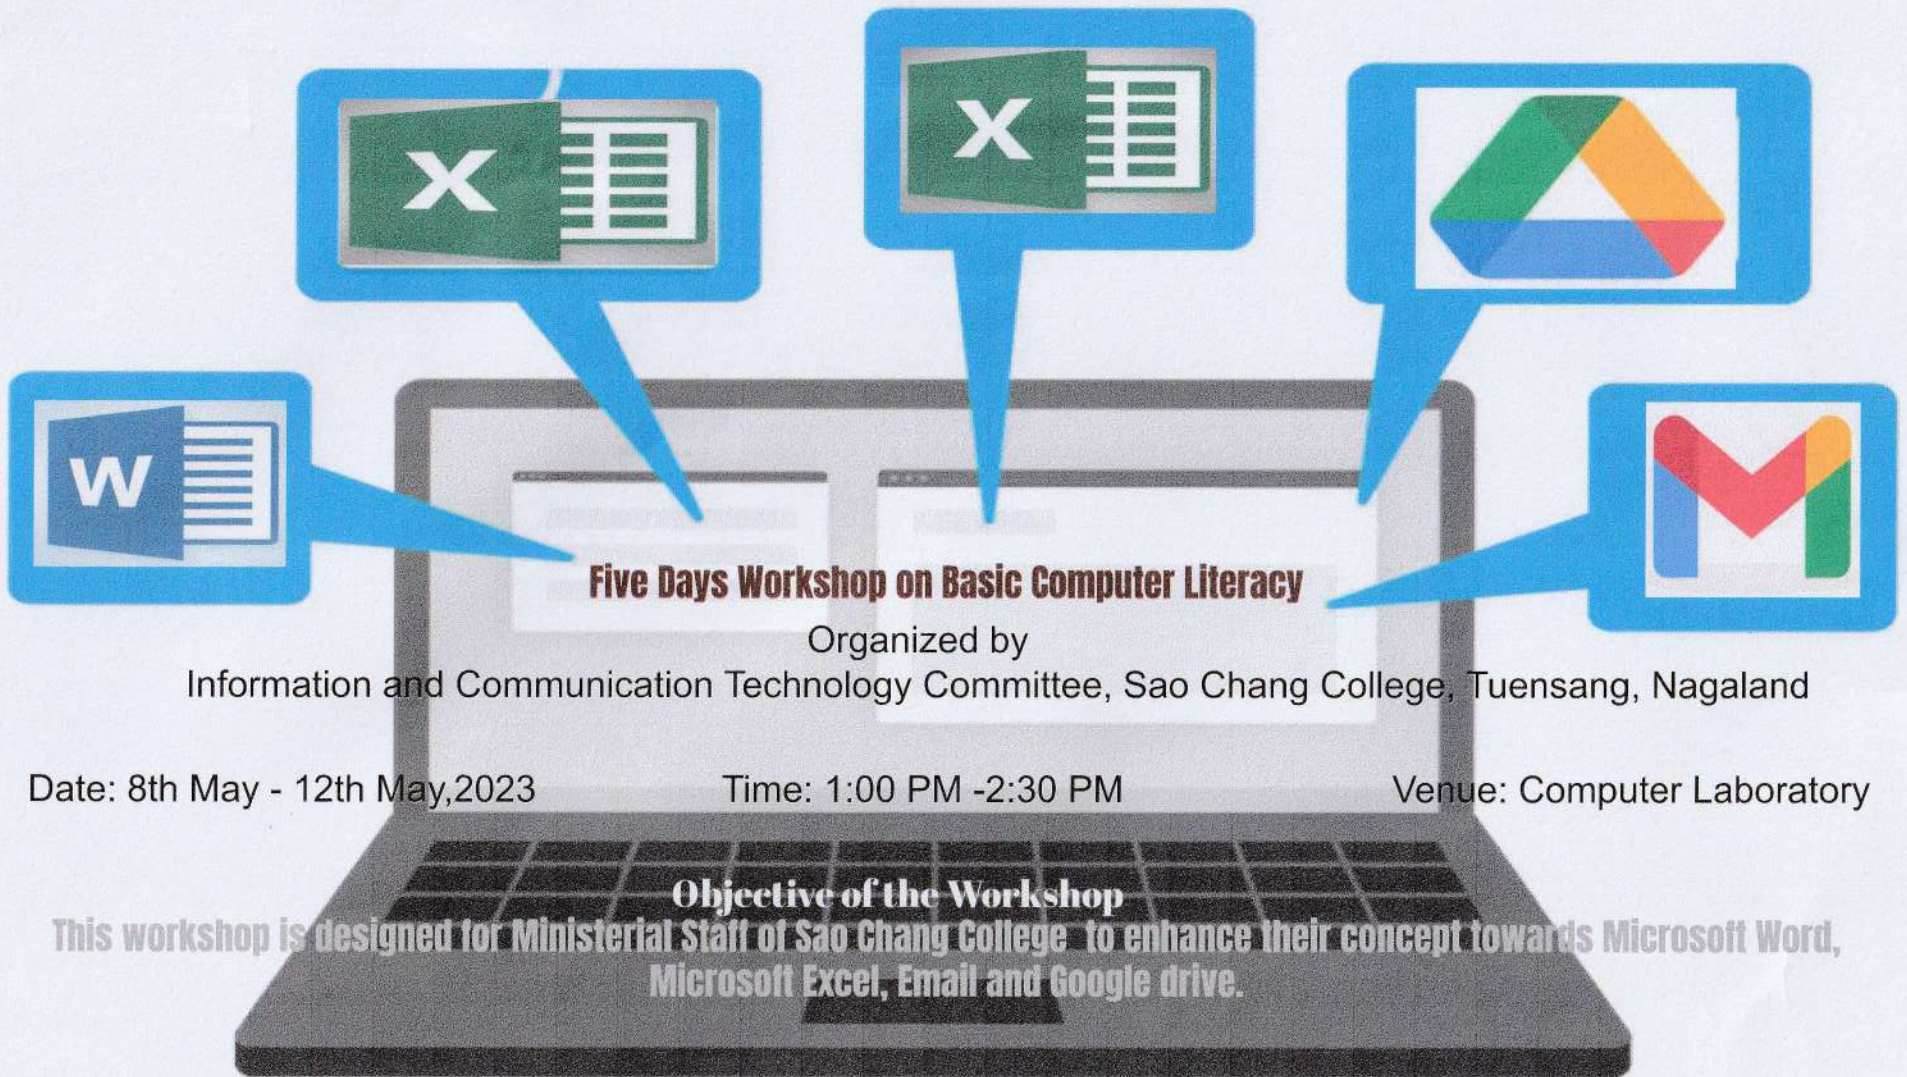 X
X
W
Five Days Workshop on Basic Computer Literacy
Organized by
Information and Communication Technology Committee, Sao Chang College, Tuensang, Nagaland
Date: 8th May - 12th May,2023 Time: 1:00 PM -2:30 PM Venue: Computer Laboratory
Objective of the Workshop
This workshop is designed for Ministerial Staff of Sao Chang College to enhance their concept towards Microsoft Word,
Microsoft Excel, Email and Google drive.